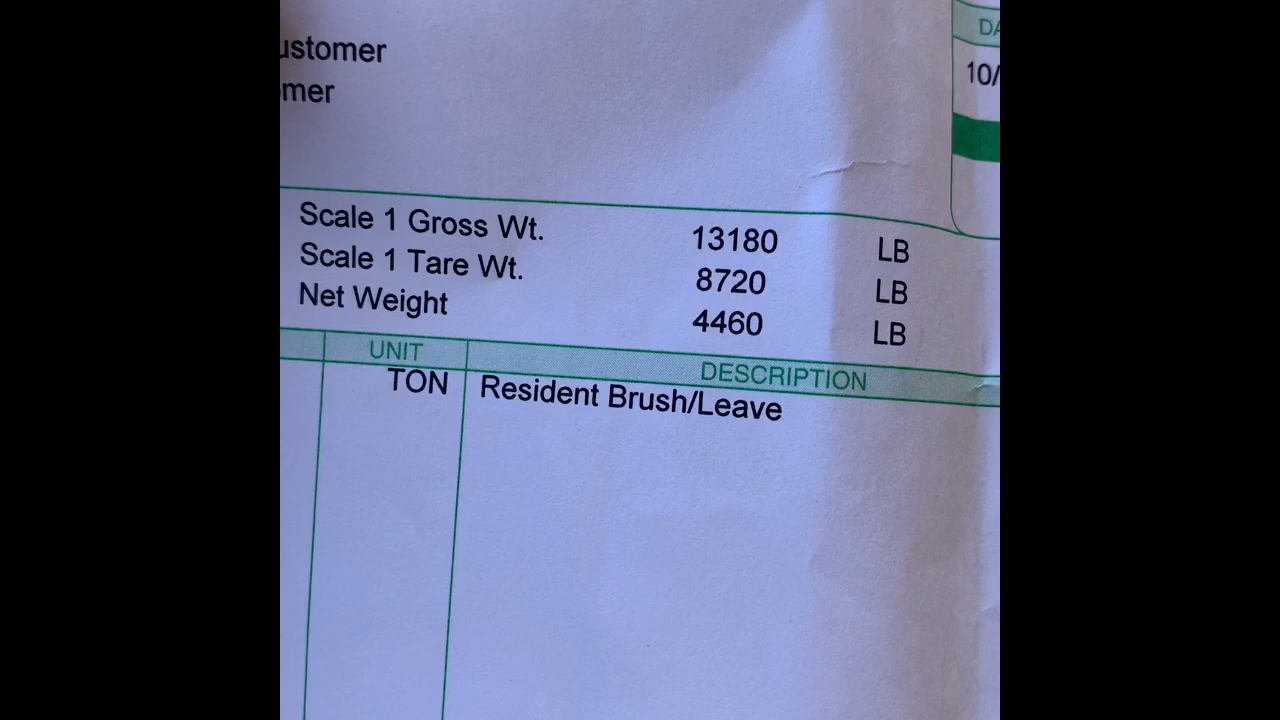 ustomer
omer
DA
10/
Scale 1 Gross Wt. 13180 LB
Scale 1 Tare Wt. 8720 LB
Net Weight 4460 LB
UNIT DESCRIPTION
TON Resident Brush/Leave